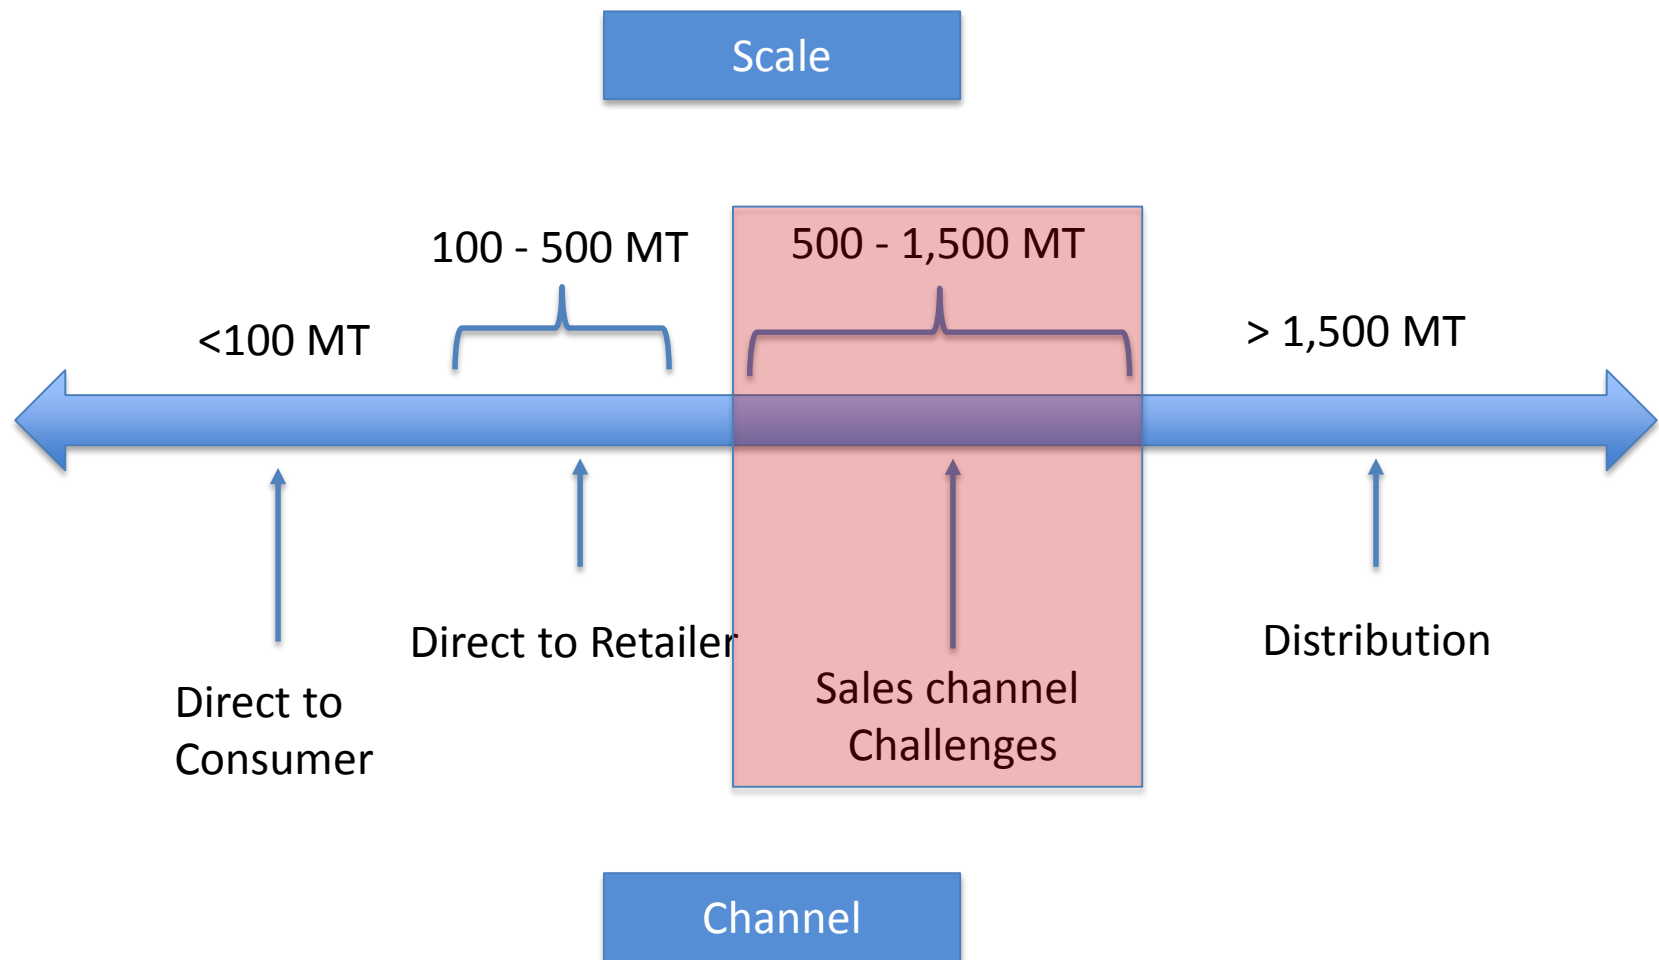 Scale
100 - 500 MT
500 - 1,500 MT
<100 MT
> 1,500 MT
Direct to Retailer
Distribution
Direct to
Consumer
Sales channel
Challenges
Channel